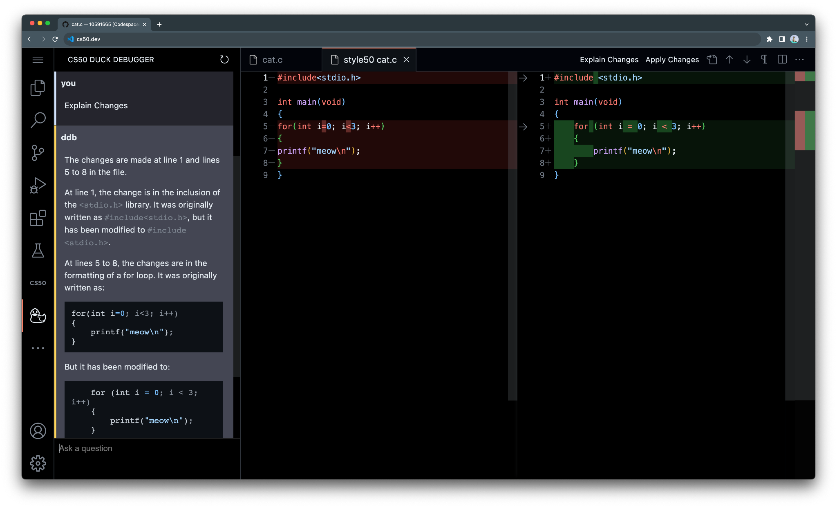 cat.c — 10591665 [Codespaces
cs50.dev
CS50 DUCK DEBUGGER
you
Explain Changes
ddb
The changes are made at line 1 and lines
5 to 8 in the file.
At line 1, the change is in the inclusion of
the <stdio.h> library. It was originally
written as #include<stdio.h>, but it
has been modified to #include
<stdio.h>.
At lines 5 to 8, the changes are in the
formatting of a for loop. It was originally
written as:
for(int i=0; i<3; i++)
{
    printf("meow\n");
}
But it has been modified to:
    for (int i = 0; i < 3;
i++)
    {
        printf("meow\n");
    }
Ask a question
CS50
cat.c
style50 cat.c
Explain Changes Apply Changes
1− #include<stdio.h>
2
3 int main(void)
4 {
5− for(int i=0; i<3; i++)
6− {
7− printf("meow\n");
8− }
9 }
1+ #include <stdio.h>
2
3 int main(void)
4 {
5+     for (int i = 0; i < 3; i++)
6+     {
7+         printf("meow\n");
8+     }
9 }